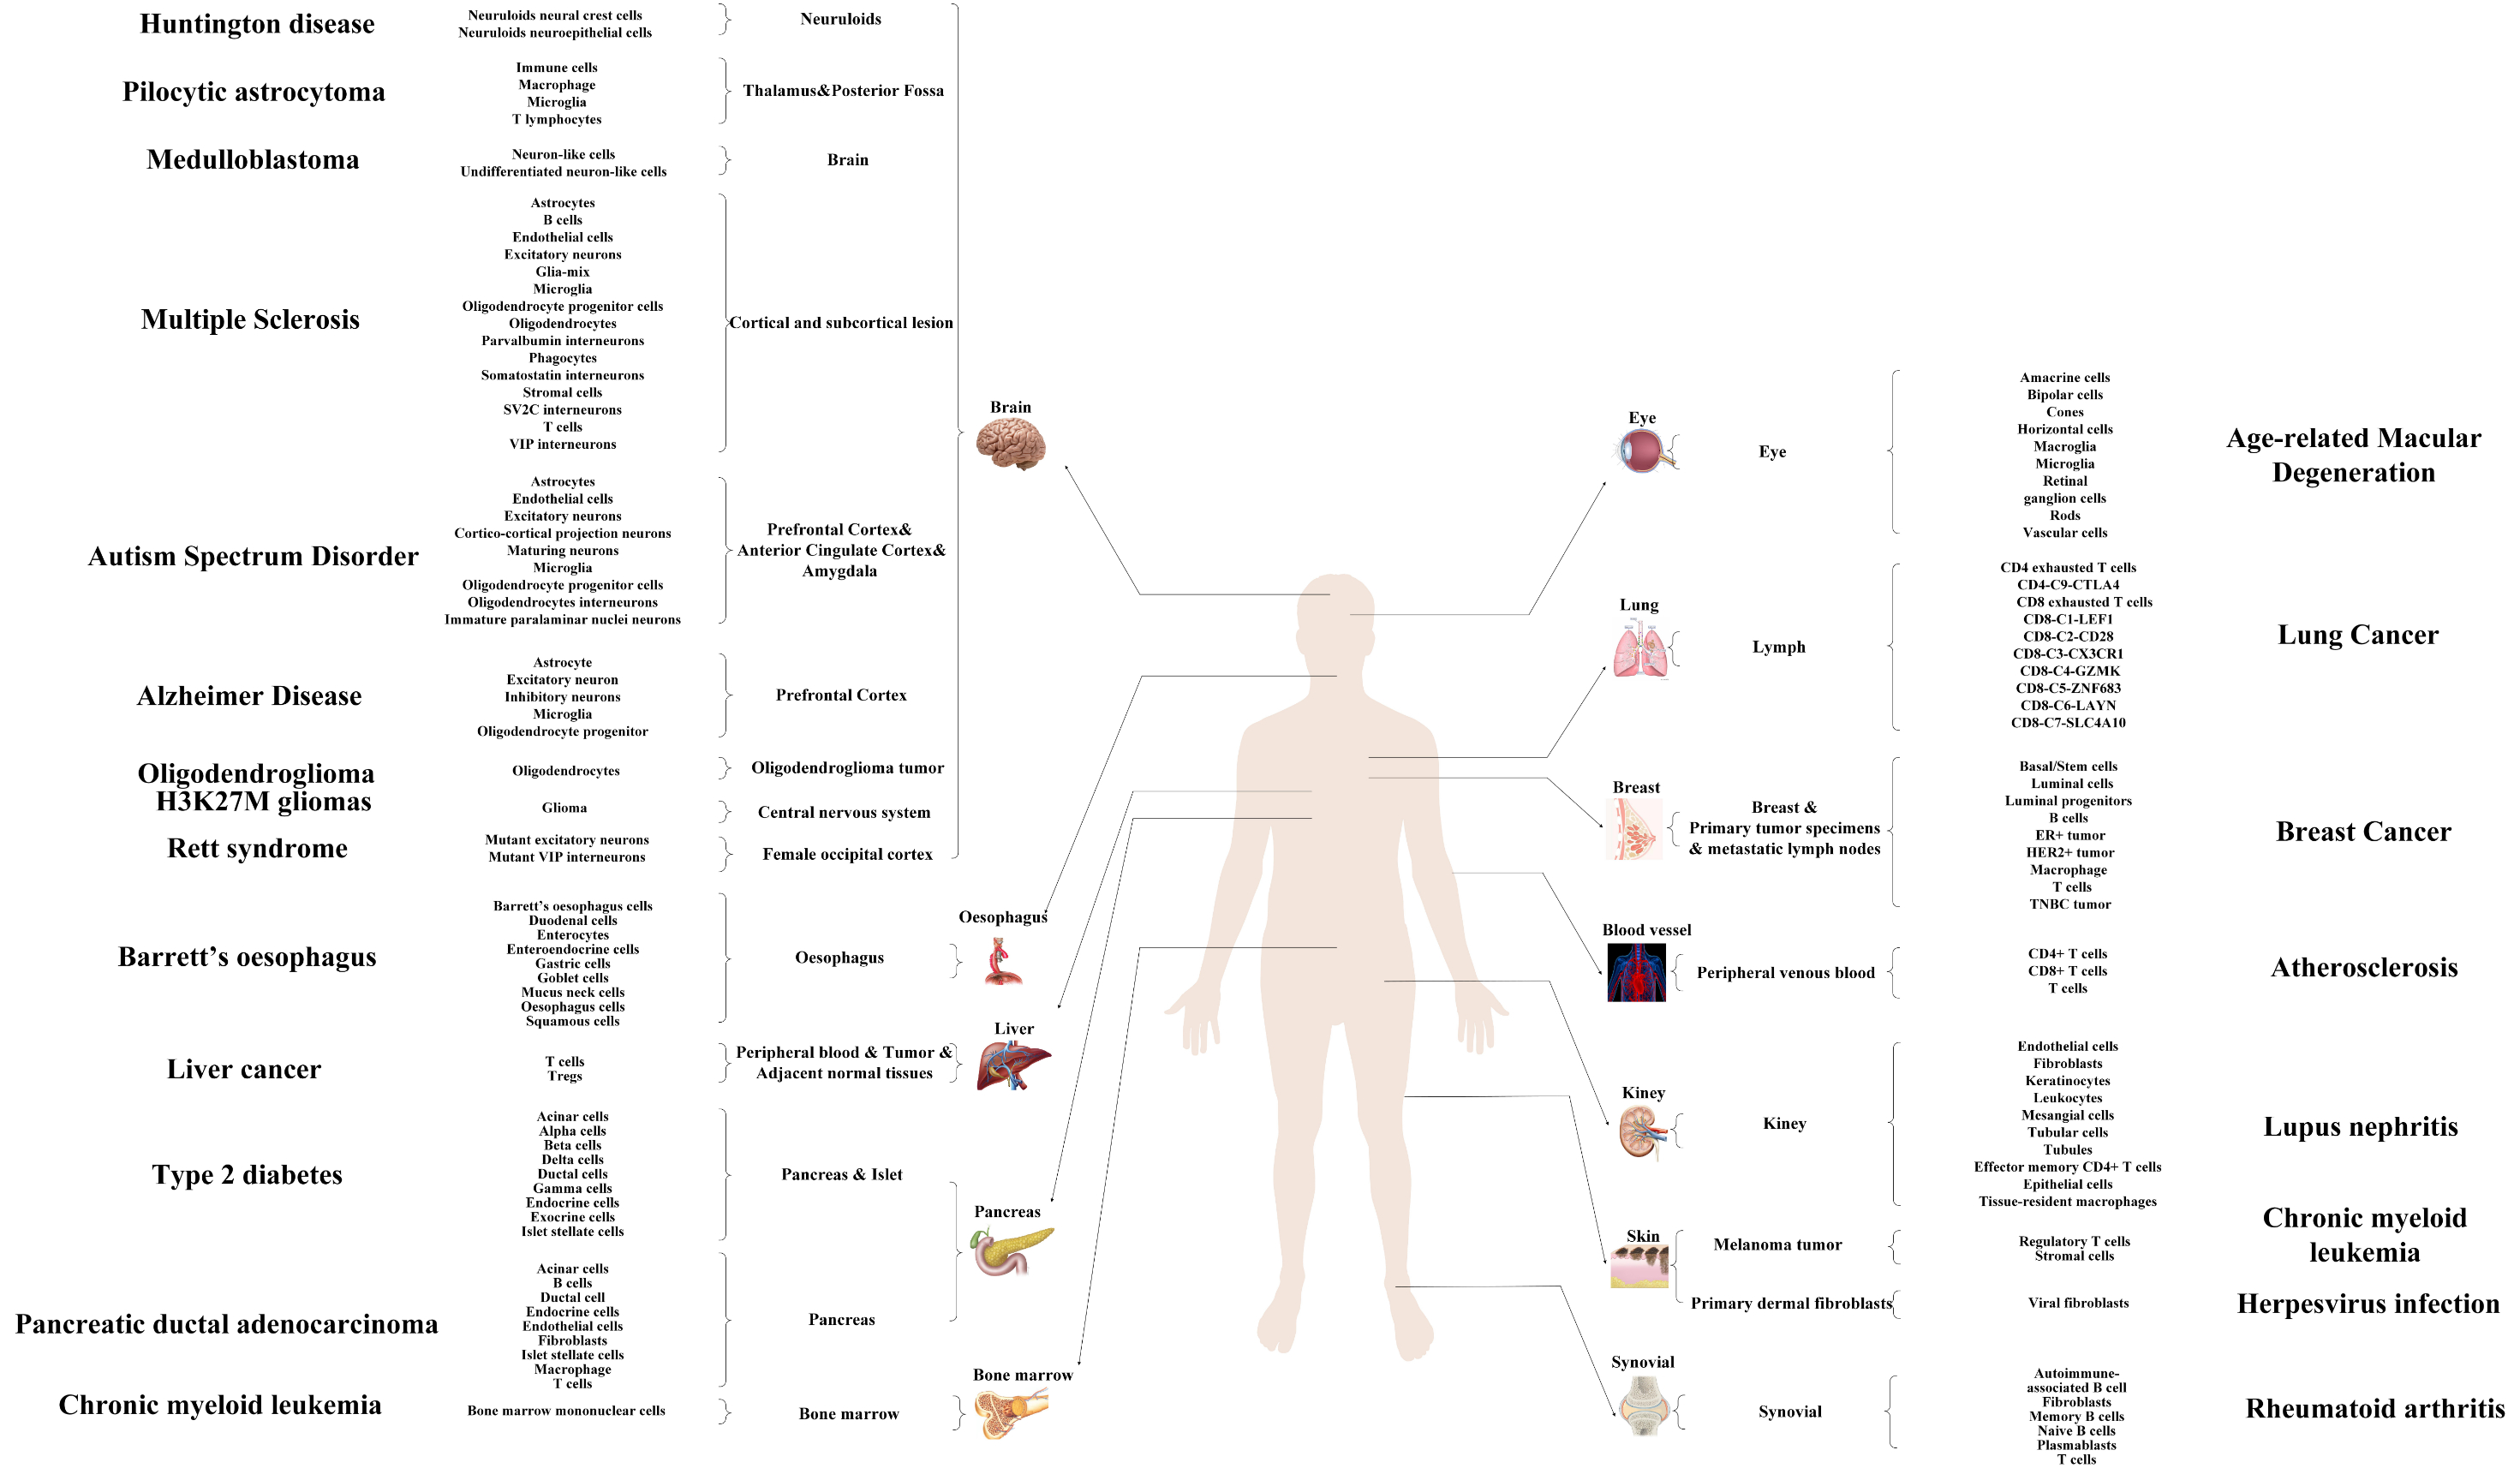 Huntington disease
Neuruloids neural crest cells
Neuruloids neuroepithelial cells
Neuruloids
Pilocytic astrocytoma
Immune cells
Macrophage
Microglia
T lymphocytes
Thalamus&Posterior Fossa
Medulloblastoma
Neuron-like cells
Undifferentiated neuron-like cells
Brain
Multiple Sclerosis
Astrocytes
B cells
Endothelial cells
Excitatory neurons
Glia-mix
Microglia
Oligodendrocyte progenitor cells
Oligodendrocytes
Parvalbumin interneurons
Phagocytes
Somatostatin interneurons
Stromal cells
SV2C interneurons
T cells
VIP interneurons
Cortical and subcortical lesion
Autism Spectrum Disorder
Astrocytes
Endothelial cells
Excitatory neurons
Cortico-cortical projection neurons
Maturing neurons
Microglia
Oligodendrocyte progenitor cells
Oligodendrocytes interneurons
Immature paralaminar nuclei neurons
Prefrontal Cortex&
Anterior Cingulate Cortex&
Amygdala
Alzheimer Disease
Astrocyte
Excitatory neuron
Inhibitory neurons
Microglia
Oligodendrocyte progenitor
Prefrontal Cortex
Oligodendroglioma
Oligodendrocytes
Oligodendroglioma tumor
H3K27M gliomas
Glioma
Central nervous system
Rett syndrome
Mutant excitatory neurons
Mutant VIP interneurons
Female occipital cortex
Brain
Barrett’s oesophagus
Barrett’s oesophagus cells
Duodenal cells
Enterocytes
Enteroendocrine cells
Gastric cells
Goblet cells
Mucus neck cells
Oesophagus cells
Squamous cells
Oesophagus
Oesophagus
Liver cancer
T cells
Tregs
Peripheral blood & Tumor &
Adjacent normal tissues
Liver
Type 2 diabetes
Acinar cells
Alpha cells
Beta cells
Delta cells
Ductal cells
Gamma cells
Endocrine cells
Exocrine cells
Islet stellate cells
Pancreas & Islet
Pancreas
Pancreatic ductal adenocarcinoma
Acinar cells
B cells
Ductal cell
Endocrine cells
Endothelial cells
Fibroblasts
Islet stellate cells
Macrophage
T cells
Pancreas
Chronic myeloid leukemia
Bone marrow mononuclear cells
Bone marrow
Bone marrow
Eye
Eye
Amacrine cells
Bipolar cells
Cones
Horizontal cells
Macroglia
Microglia
Retinal
ganglion cells
Rods
Vascular cells
Age-related Macular
Degeneration
Lung
Lymph
CD4 exhausted T cells
CD4-C9-CTLA4
CD8 exhausted T cells
CD8-C1-LEF1
CD8-C2-CD28
CD8-C3-CX3CR1
CD8-C4-GZMK
CD8-C5-ZNF683
CD8-C6-LAYN
CD8-C7-SLC4A10
Lung Cancer
Breast
Breast &
Primary tumor specimens
& metastatic lymph nodes
Basal/Stem cells
Luminal cells
Luminal progenitors
B cells
ER+ tumor
HER2+ tumor
Macrophage
T cells
TNBC tumor
Breast Cancer
Blood vessel
Peripheral venous blood
CD4+ T cells
CD8+ T cells
T cells
Atherosclerosis
Kiney
Kiney
Endothelial cells
Fibroblasts
Keratinocytes
Leukocytes
Mesangial cells
Tubular cells
Tubules
Effector memory CD4+ T cells
Epithelial cells
Tissue-resident macrophages
Lupus nephritis
Skin
Melanoma tumor
Regulatory T cells
Stromal cells
Chronic myeloid
leukemia
Primary dermal fibroblasts
Viral fibroblasts
Herpesvirus infection
Synovial
Synovial
Autoimmune-
associated B cell
Fibroblasts
Memory B cells
Naive B cells
Plasmablasts
T cells
Rheumatoid arthritis